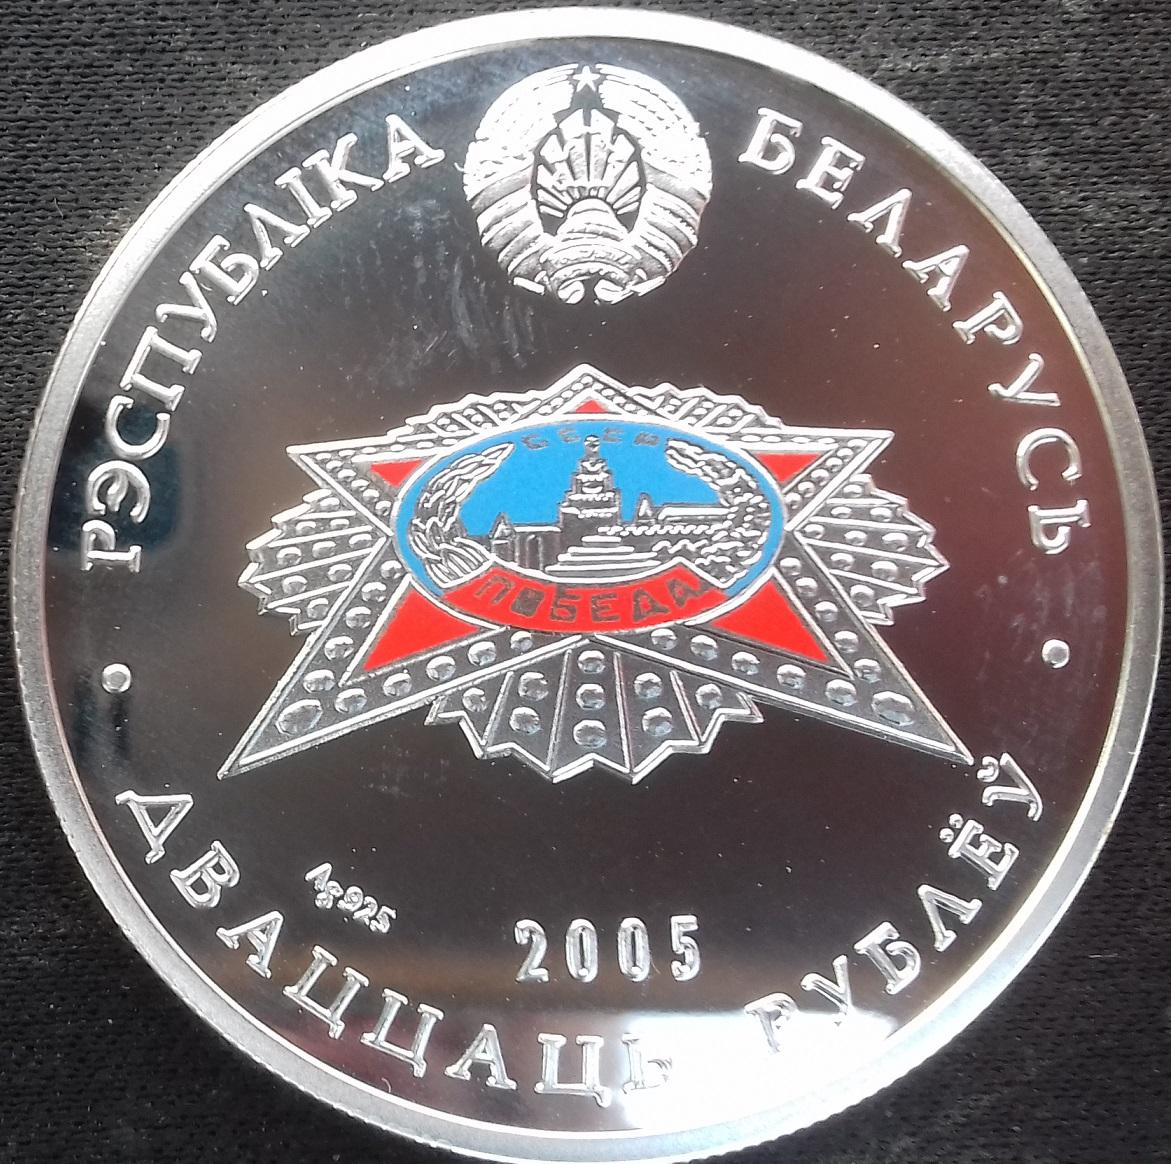 РЭСПУБЛІКА БЕЛАРУСЬ
СССР
ПОБЕДА
Ag925
2005
ДВАЦЦАЦЬ РУБЛЁЎ